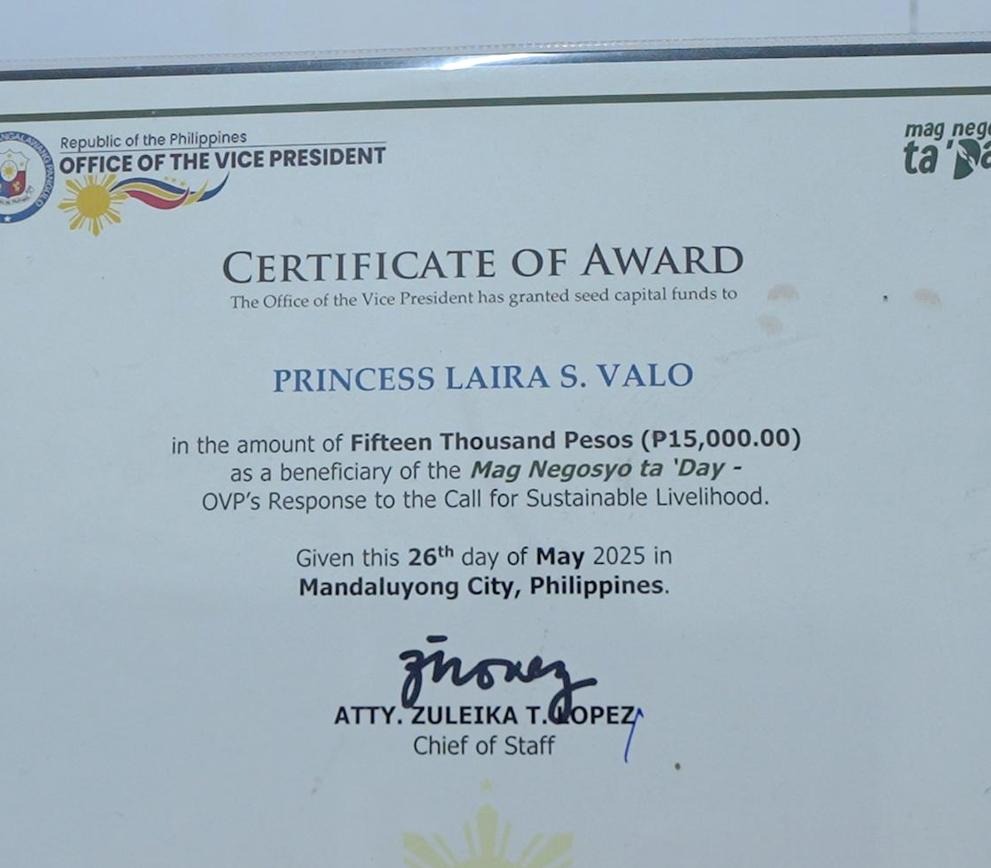 Republic of the Philippines
OFFICE OF THE VICE PRESIDENT
mag nego
ta 'Da
CERTIFICATE OF AWARD
The Office of the Vice President has granted seed capital funds to
PRINCESS LAIRA S. VALO
in the amount of Fifteen Thousand Pesos (₱15,000.00)
as a beneficiary of the Mag Negosyo ta 'Day -
OVP's Response to the Call for Sustainable Livelihood.
Given this 26th day of May 2025 in
Mandaluyong City, Philippines.
ATTY. ZULEIKA T. LOPEZ
Chief of Staff